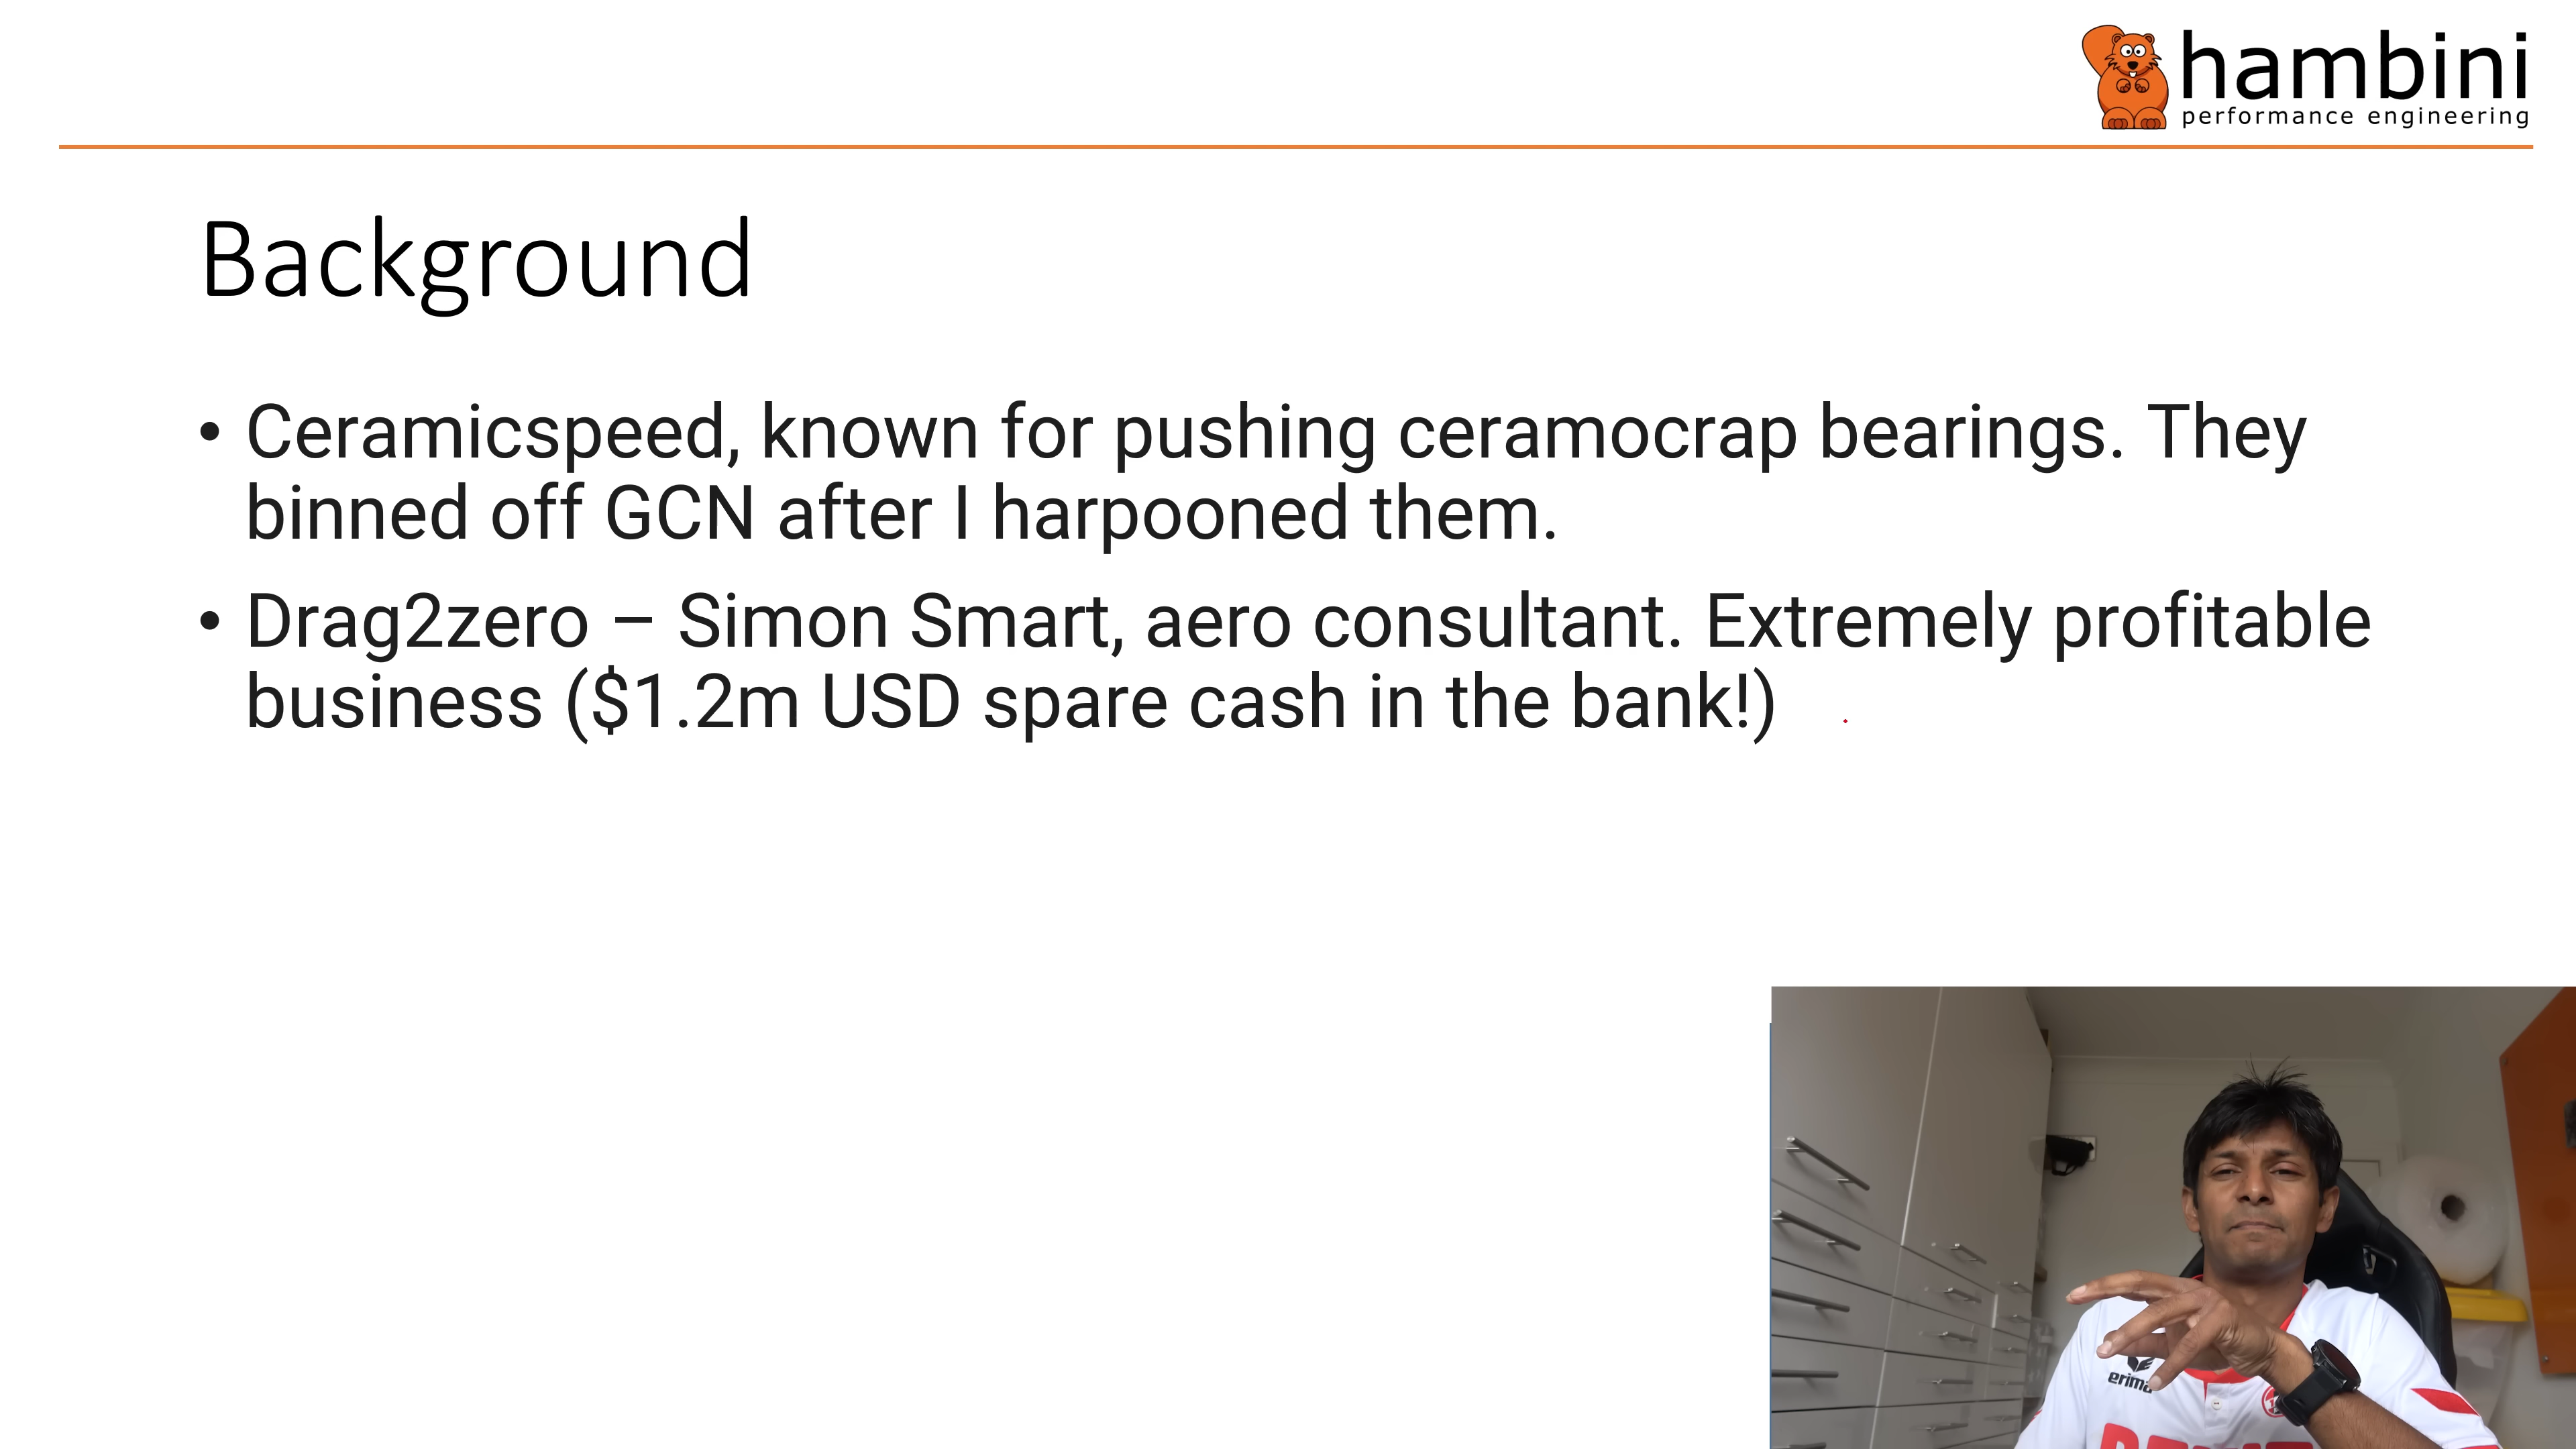 hambini
performance engineering
Background
• Ceramicspeed, known for pushing ceramocrap bearings. They
binned off GCN after I harpooned them.
• Drag2zero – Simon Smart, aero consultant. Extremely profitable
business ($1.2m USD spare cash in the bank!)
erima